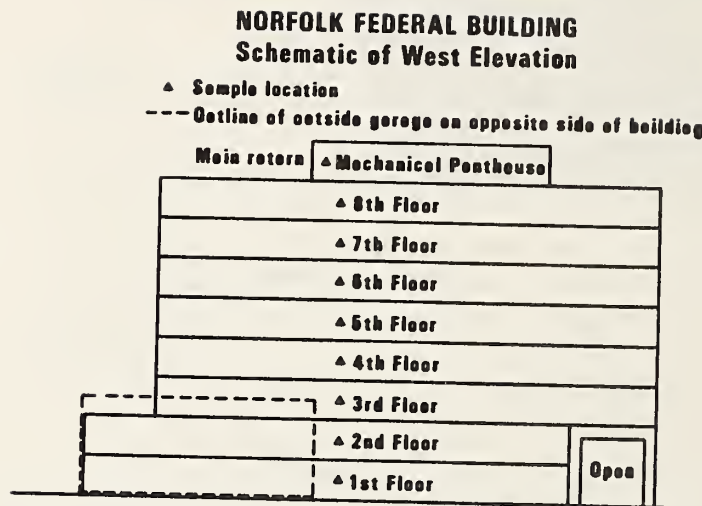 NORFOLK FEDERAL BUILDING
Schematic of West Elevation
▲ Sample location
--- Outline of outside garage on opposite side of building
Main return ▲ Mechanical Penthouse
▲ 8th Floor
▲ 7th Floor
▲ 6th Floor
▲ 5th Floor
▲ 4th Floor
▲ 3rd Floor
▲ 2nd Floor
Open
▲ 1st Floor